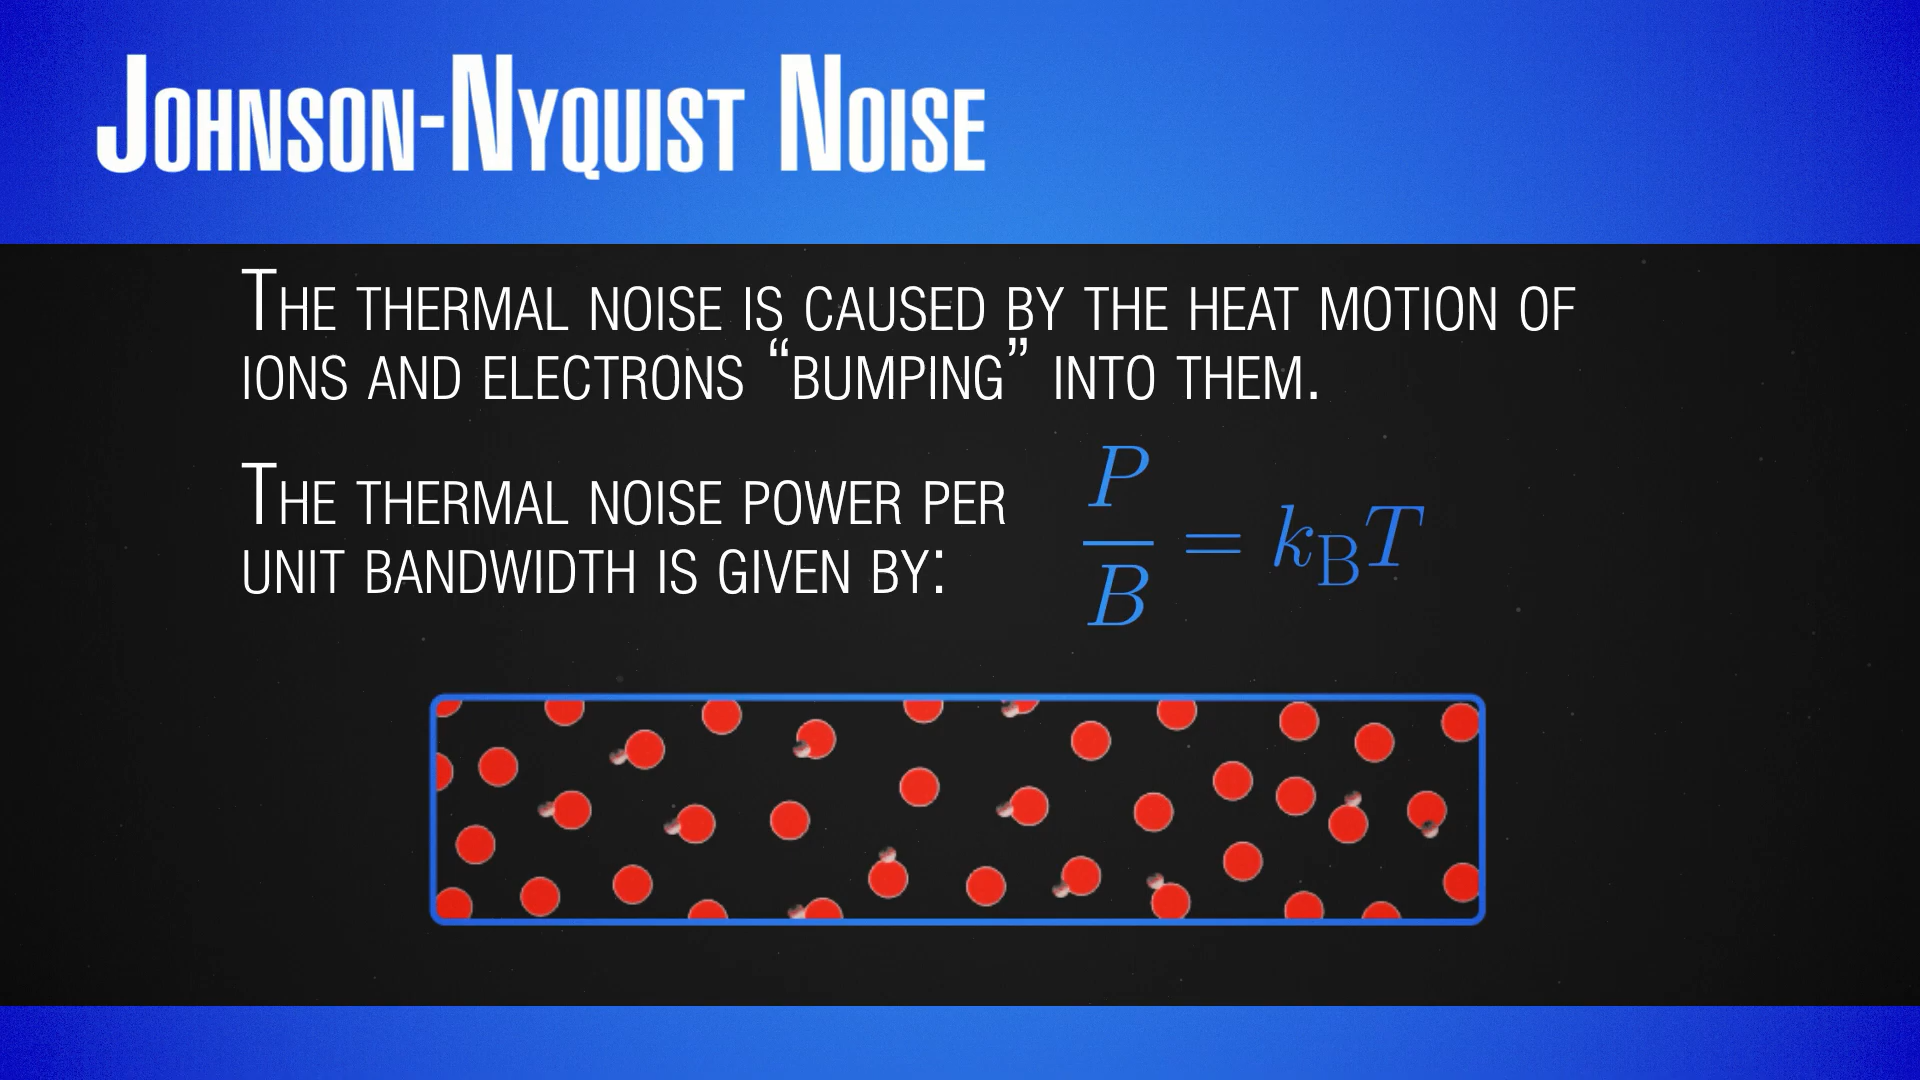 Johnson-Nyquist Noise
The thermal noise is caused by the heat motion of
ions and electrons “bumping” into them.
The thermal noise power per
unit bandwidth is given by:
P/B = k_B T